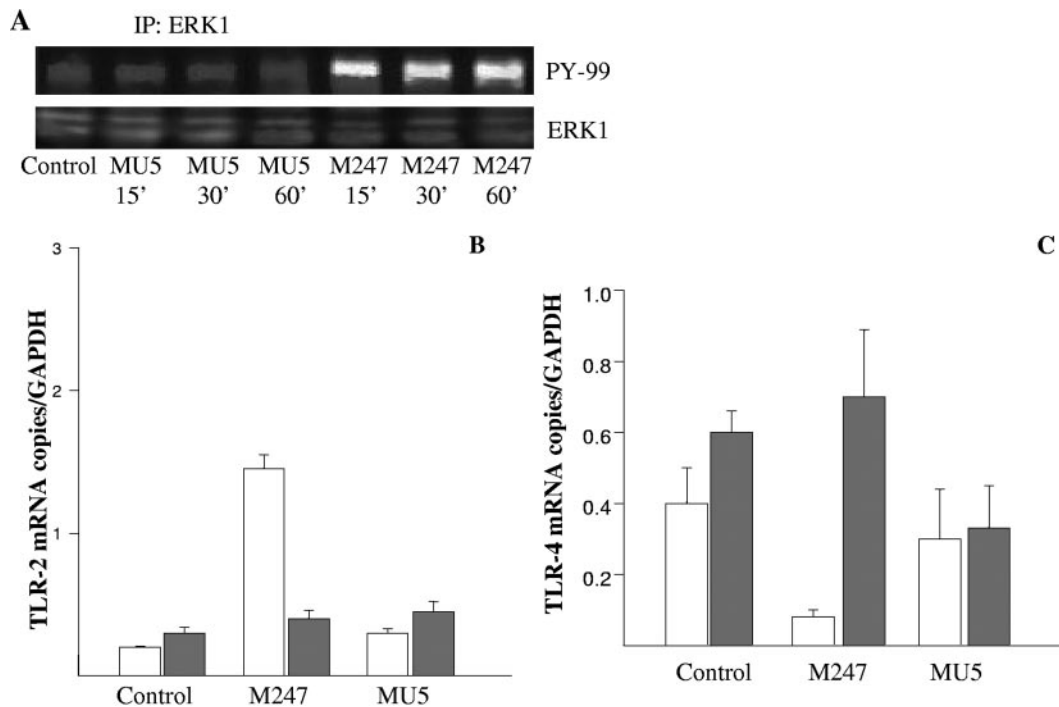 A
IP: ERK1
PY-99
ERK1
Control MU5 MU5 MU5 M247 M247 M247
15’ 30’ 60’ 15’ 30’ 60’
B
TLR-2 mRNA copies/GAPDH
3
2
1
Control M247 MU5
C
TLR-4 mRNA copies/GAPDH
1.0
0.8
0.6
0.4
0.2
Control M247 MU5